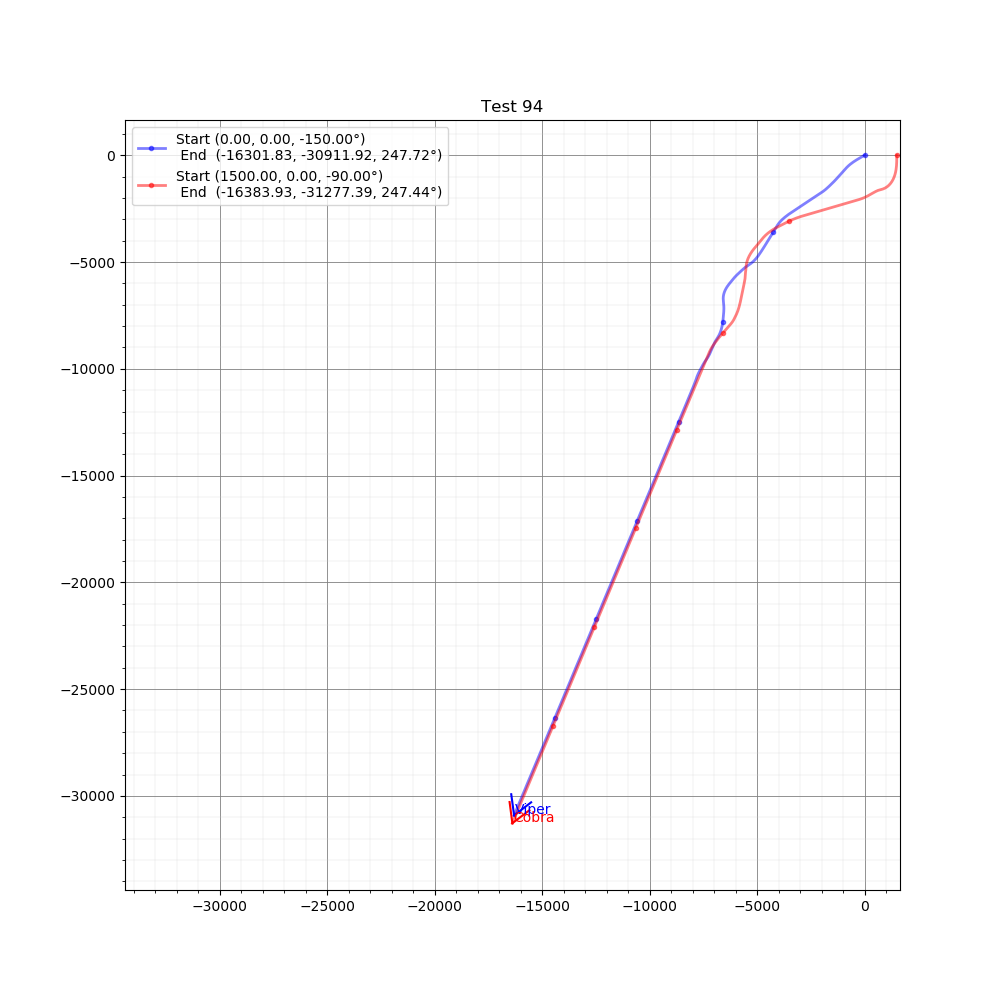 Test 94
Start (0.00, 0.00, -150.00°)
End (-16301.83, -30911.92, 247.72°)
Start (1500.00, 0.00, -90.00°)
End (-16383.93, -31277.39, 247.44°)
0
−5000
−10000
−15000
−20000
−25000
−30000
Viper
Cobra
−30000 −25000 −20000 −15000 −10000 −5000 0